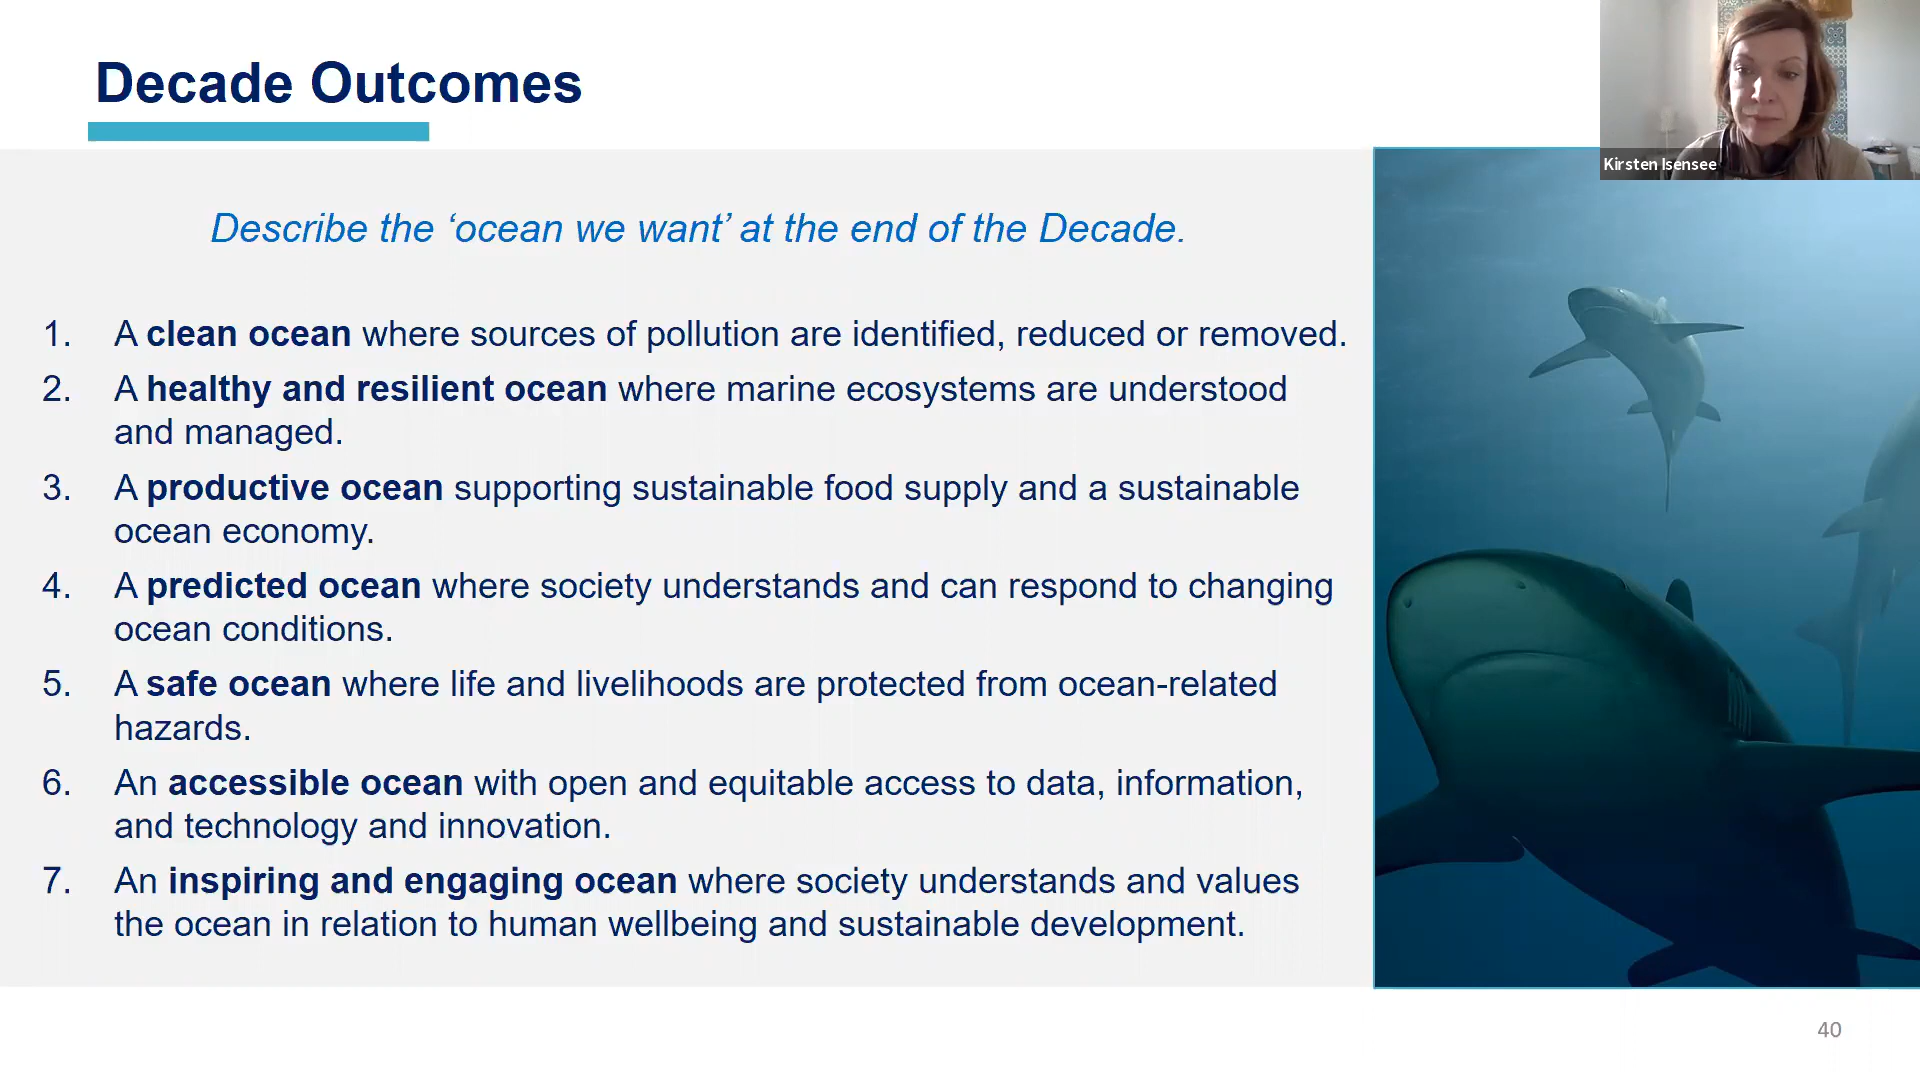 Decade Outcomes
Kirsten Isensee
Describe the ‘ocean we want’ at the end of the Decade.
1. A clean ocean where sources of pollution are identified, reduced or removed.
2. A healthy and resilient ocean where marine ecosystems are understood
and managed.
3. A productive ocean supporting sustainable food supply and a sustainable
ocean economy.
4. A predicted ocean where society understands and can respond to changing
ocean conditions.
5. A safe ocean where life and livelihoods are protected from ocean-related
hazards.
6. An accessible ocean with open and equitable access to data, information,
and technology and innovation.
7. An inspiring and engaging ocean where society understands and values
the ocean in relation to human wellbeing and sustainable development.
40